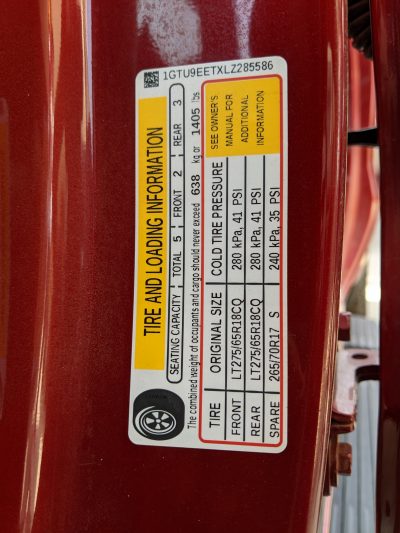 1GTU9EETXLZ285586
TIRE AND LOADING INFORMATION
SEATING CAPACITY TOTAL 5 FRONT 2 REAR 3
The combined weight of occupants and cargo should never exceed 638 kg or 1405 lbs
TIRE ORIGINAL SIZE COLD TIRE PRESSURE
FRONT LT275/65R18CQ 280 kPa, 41 PSI
REAR LT275/65R18CQ 280 kPa, 41 PSI
SPARE 265/70R17 S 240 kPa, 35 PSI
SEE OWNER'S
MANUAL FOR
ADDITIONAL
INFORMATION